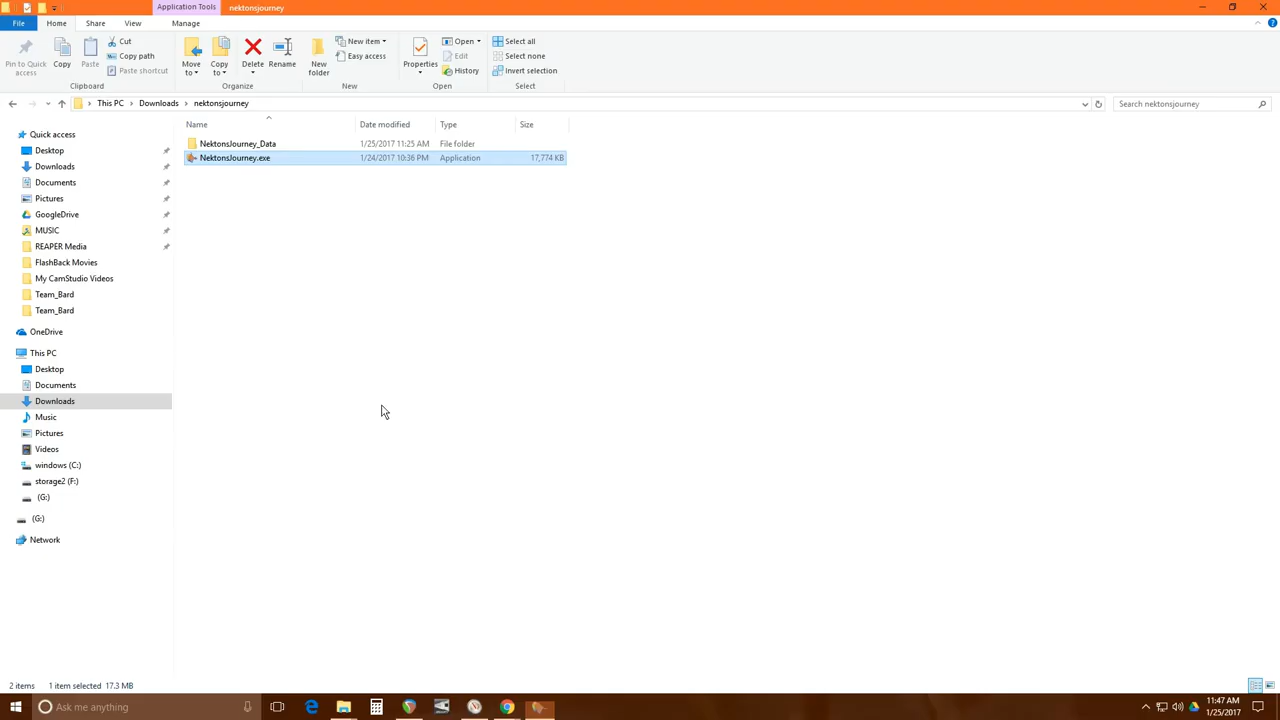 Application Tools
nektonsjourney
File
Home
Share
View
Manage
Pin to Quick access
Copy
Paste
Cut
Copy path
Paste shortcut
Move to
Copy to
Delete
Rename
New folder
New item
Easy access
Properties
Open
Edit
History
Select all
Select none
Invert selection
Clipboard
Organize
New
Open
Select
This PC
Downloads
nektonsjourney
Search nektonsjourney
Name
Date modified
Type
Size
NektonsJourney_Data
1/25/2017 11:25 AM
File folder
NektonsJourney.exe
1/24/2017 10:36 PM
Application
17,774 KB
Quick access
Desktop
Downloads
Documents
Pictures
GoogleDrive
MUSIC
REAPER Media
FlashBack Movies
My CamStudio Videos
Team_Bard
Team_Bard
OneDrive
This PC
Desktop
Documents
Downloads
Music
Pictures
Videos
windows (C:)
storage2 (F:)
(G:)
(G:)
Network
2 items
1 item selected 17.3 MB
Ask me anything
11:47 AM
1/25/2017